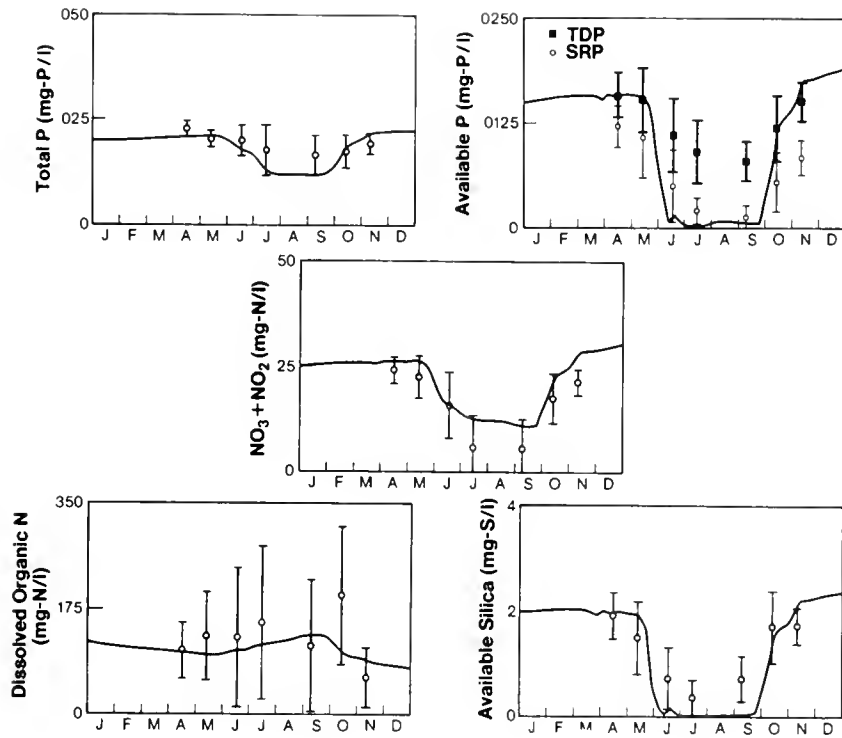 050
025
0
Total P (mg-P/l)
J F M A M J J A S O N D
0250
0125
0
Available P (mg-P/l)
TDP
SRP
J F M A M J J A S O N D
50
25
0
NO₃+NO₂ (mg-N/l)
J F M A M J J A S O N D
350
175
0
Dissolved Organic N
(mg-N/l)
J F M A M J J A S O N D
4
2
0
Available Silica (mg-S/l)
J F M A M J J A S O N D